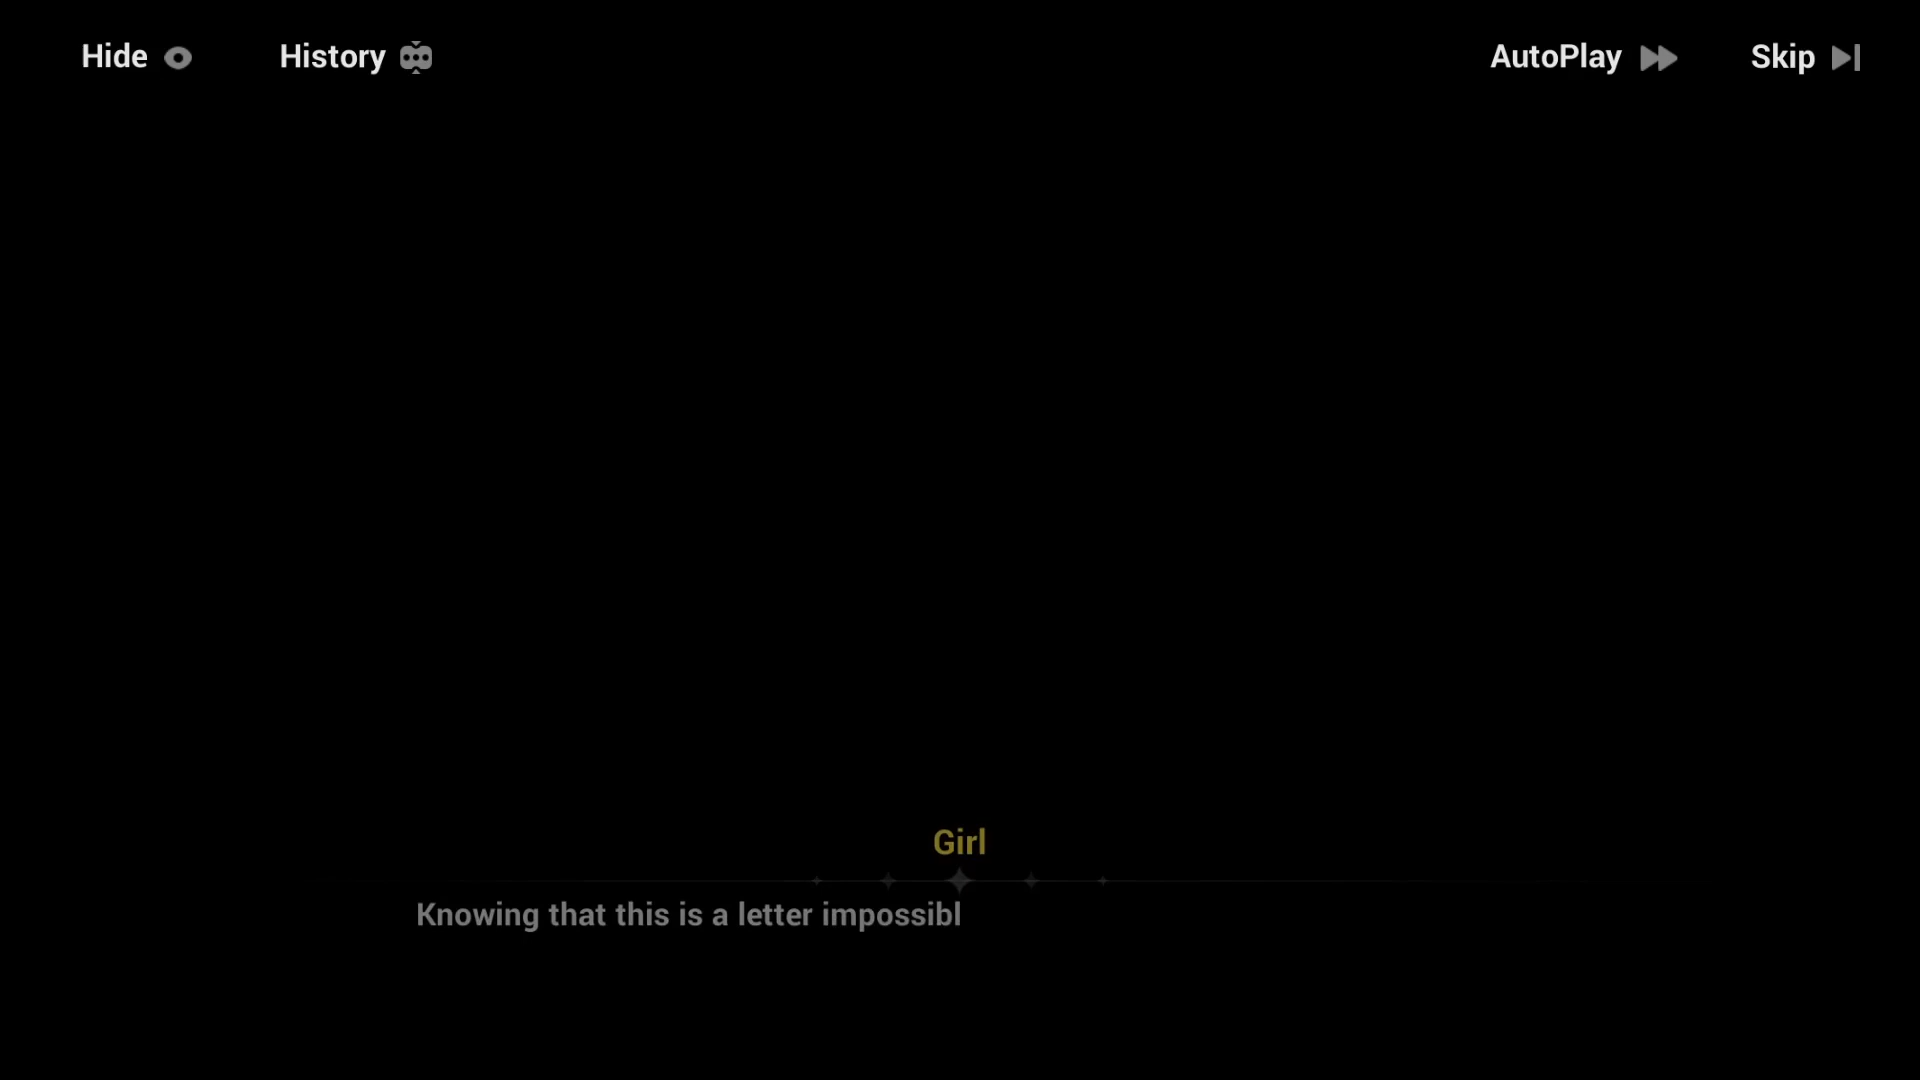 Hide
History
AutoPlay
Skip
Girl
Knowing that this is a letter impossibl